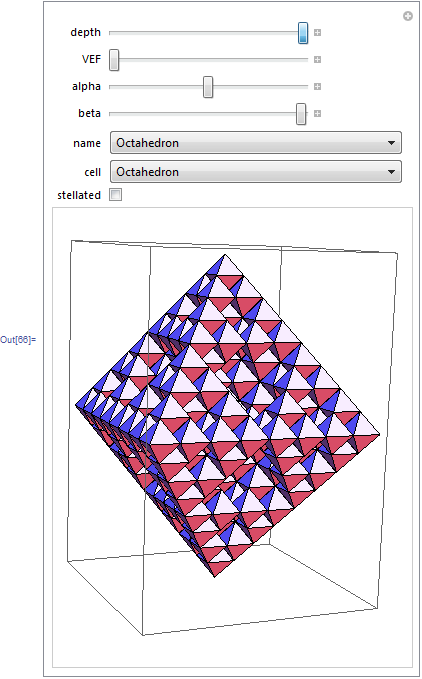 depth
VEF
alpha
beta
name Octahedron
cell Octahedron
stellated
Out[66]=